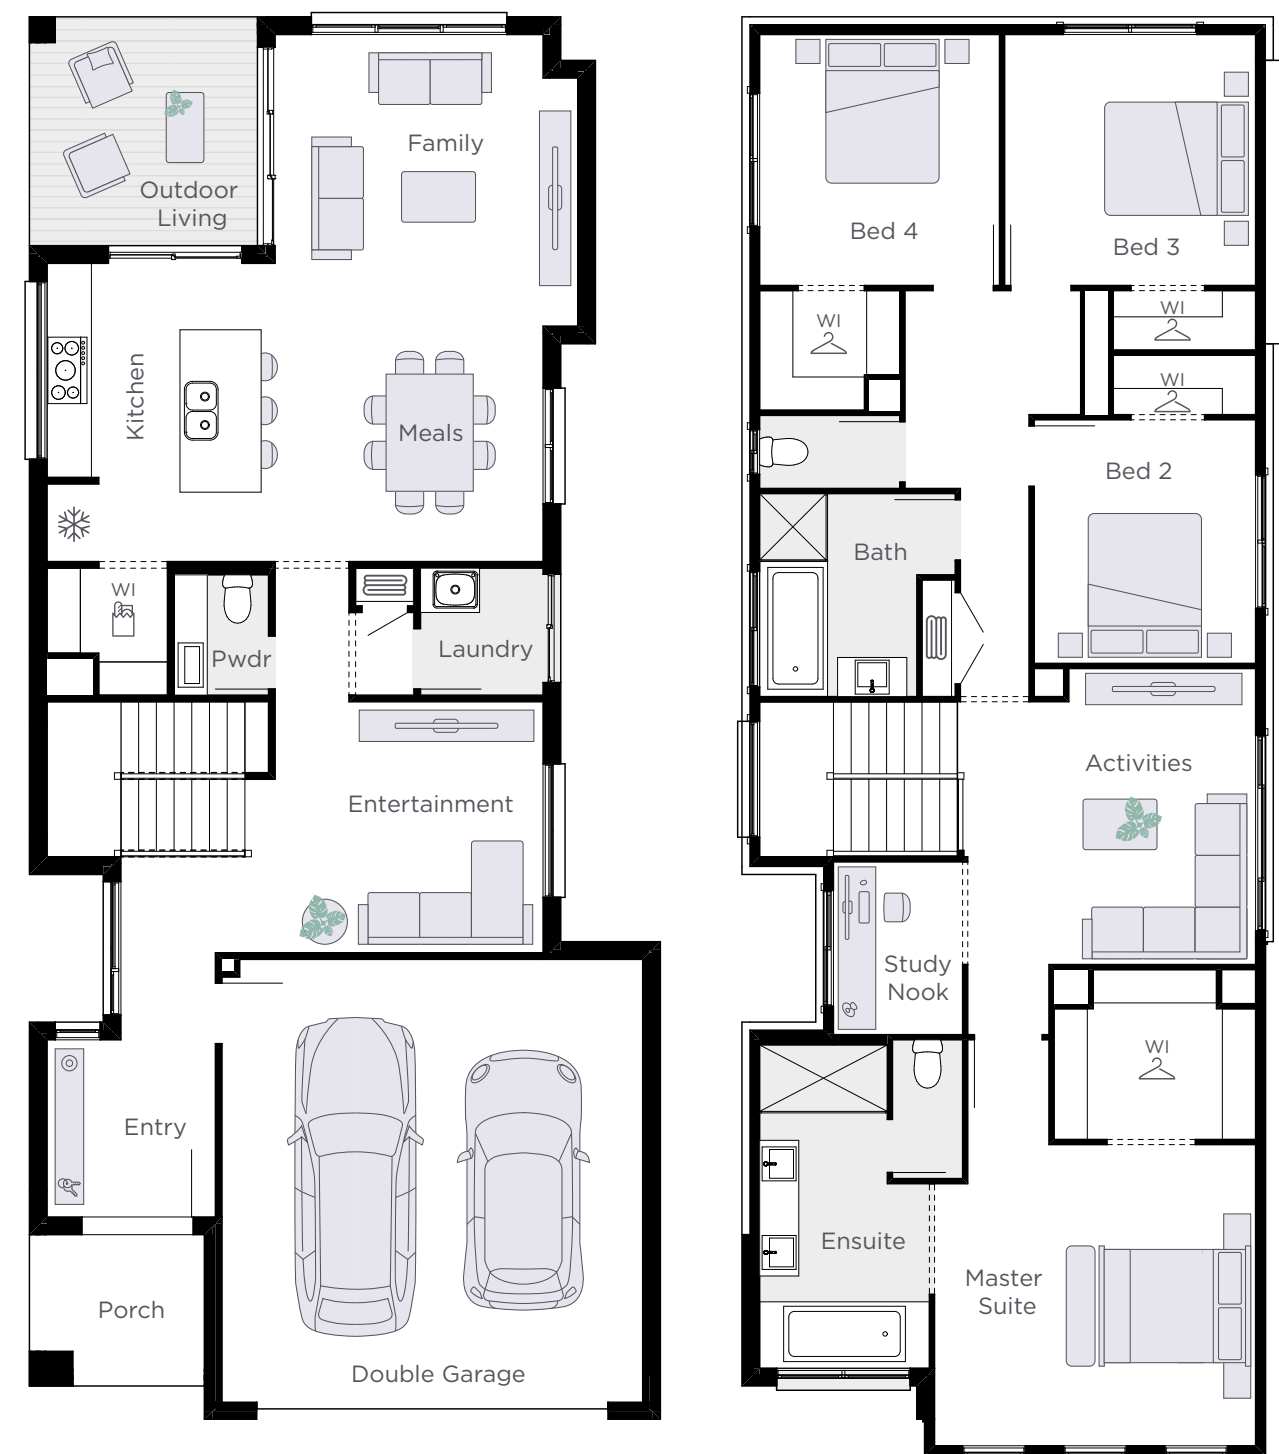 Outdoor
Living
Family
Kitchen
Meals
WI
Pwdr
Laundry
Entertainment
Entry
Porch
Double Garage
Bed 4
Bed 3
WI
WI
WI
Bed 2
Bath
Activities
Study
Nook
WI
Ensuite
Master
Suite